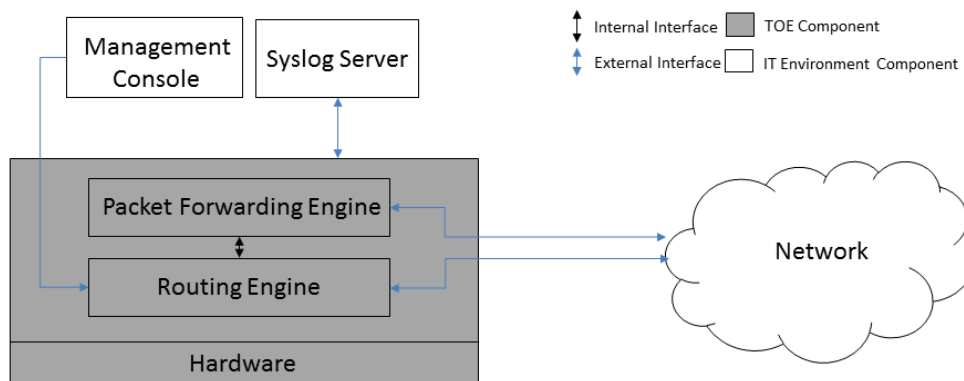 Management
Console
Syslog Server
Internal Interface
TOE Component
External Interface
IT Environment Component
Packet Forwarding Engine
Routing Engine
Network
Hardware